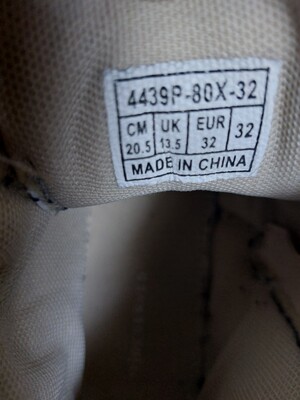 4439P-80X-32
CM UK EUR 32
20.5 13.5 32
MADE IN CHINA